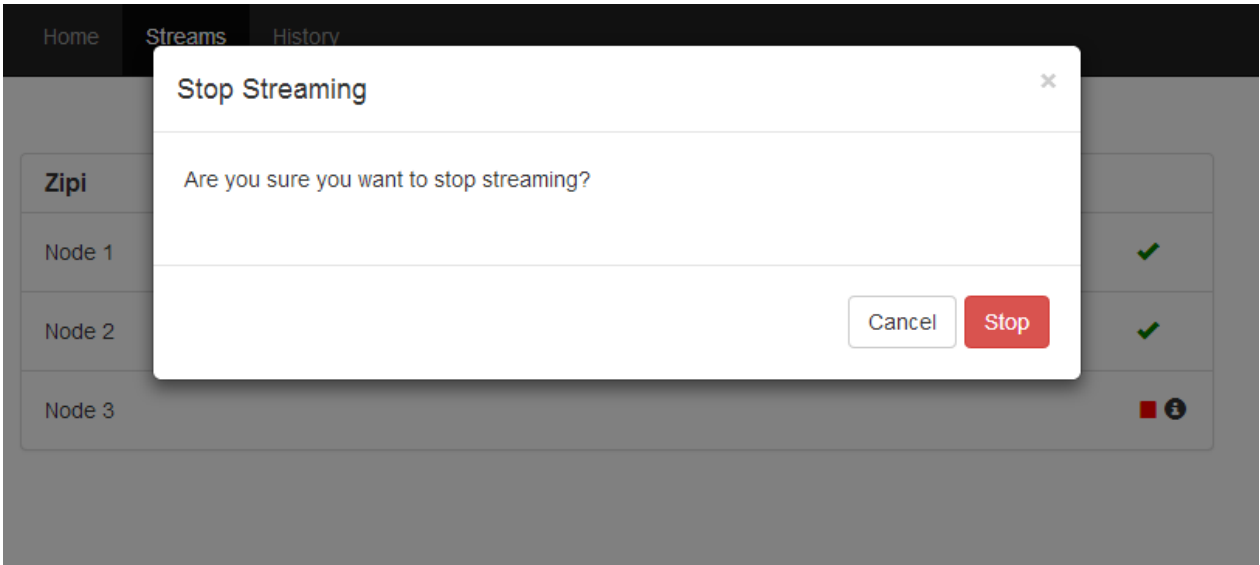 Home Streams History
Stop Streaming ×
Are you sure you want to stop streaming?
Cancel Stop
Zipi
Node 1
Node 2
Node 3